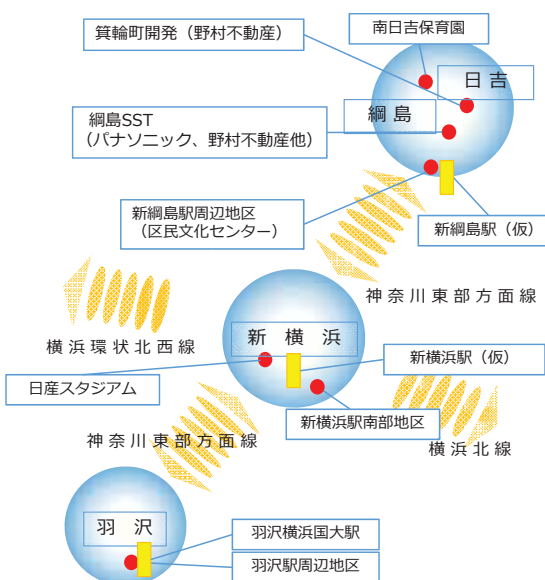 箕輪町開発（野村不動産）
南日吉保育園
日 吉
綱 島
綱島SST
（パナソニック、野村不動産他）
新綱島駅周辺地区
（区民文化センター）
新綱島駅（仮）
神奈川東部方面線
横浜環状北西線
新 横 浜
新横浜駅（仮）
日産スタジアム
新横浜駅南部地区
神奈川東部方面線
横浜北線
羽 沢
羽沢横浜国大駅
羽沢駅周辺地区